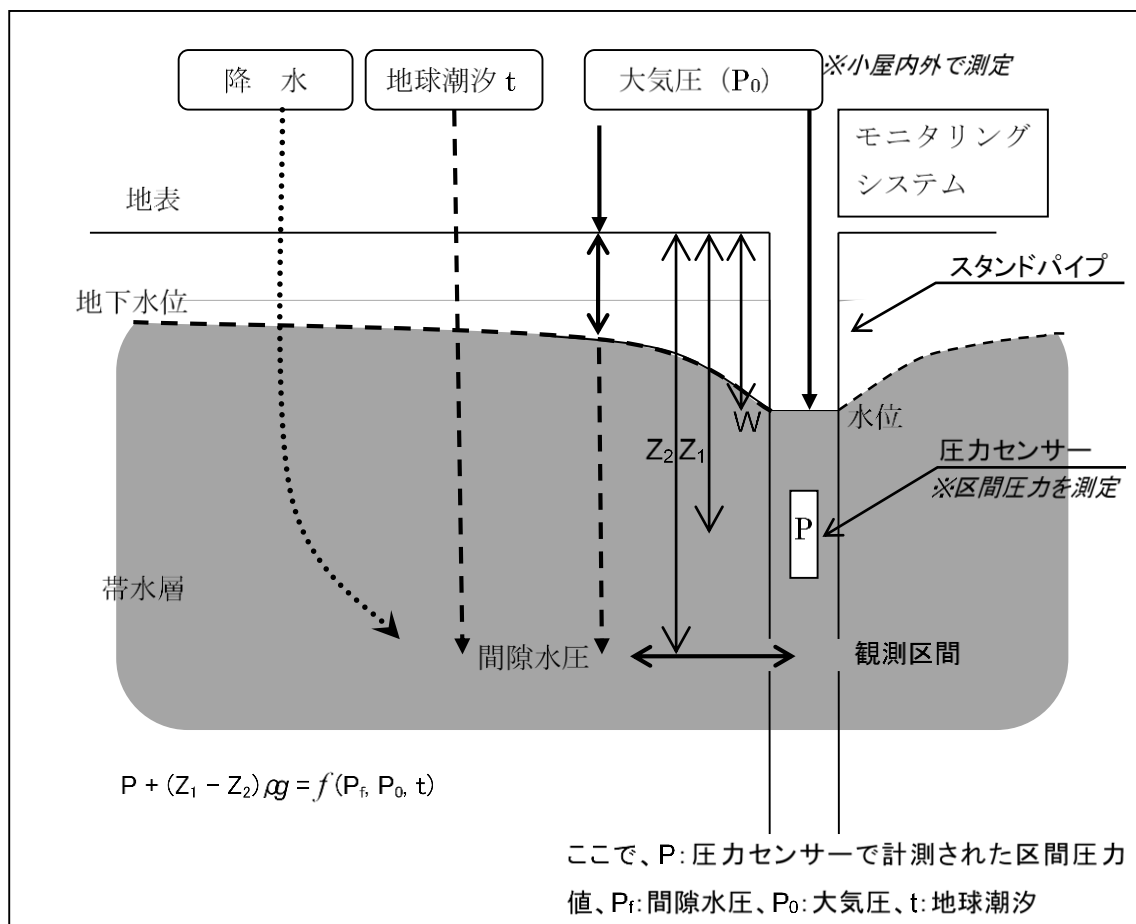 降　水
地球潮汐 t
大気圧（P₀）
※小屋内外で測定
モニタリング
システム
地表
スタンドパイプ
地下水位
W
水位
Z₂ Z₁
圧力センサー
※区間圧力を測定
P
帯水層
間隙水圧
観測区間
P + (Z₁ − Z₂) ρg = f (P_f, P₀, t)
ここで、P：圧力センサーで計測された区間圧力
値、P_f：間隙水圧、P₀：大気圧、t：地球潮汐